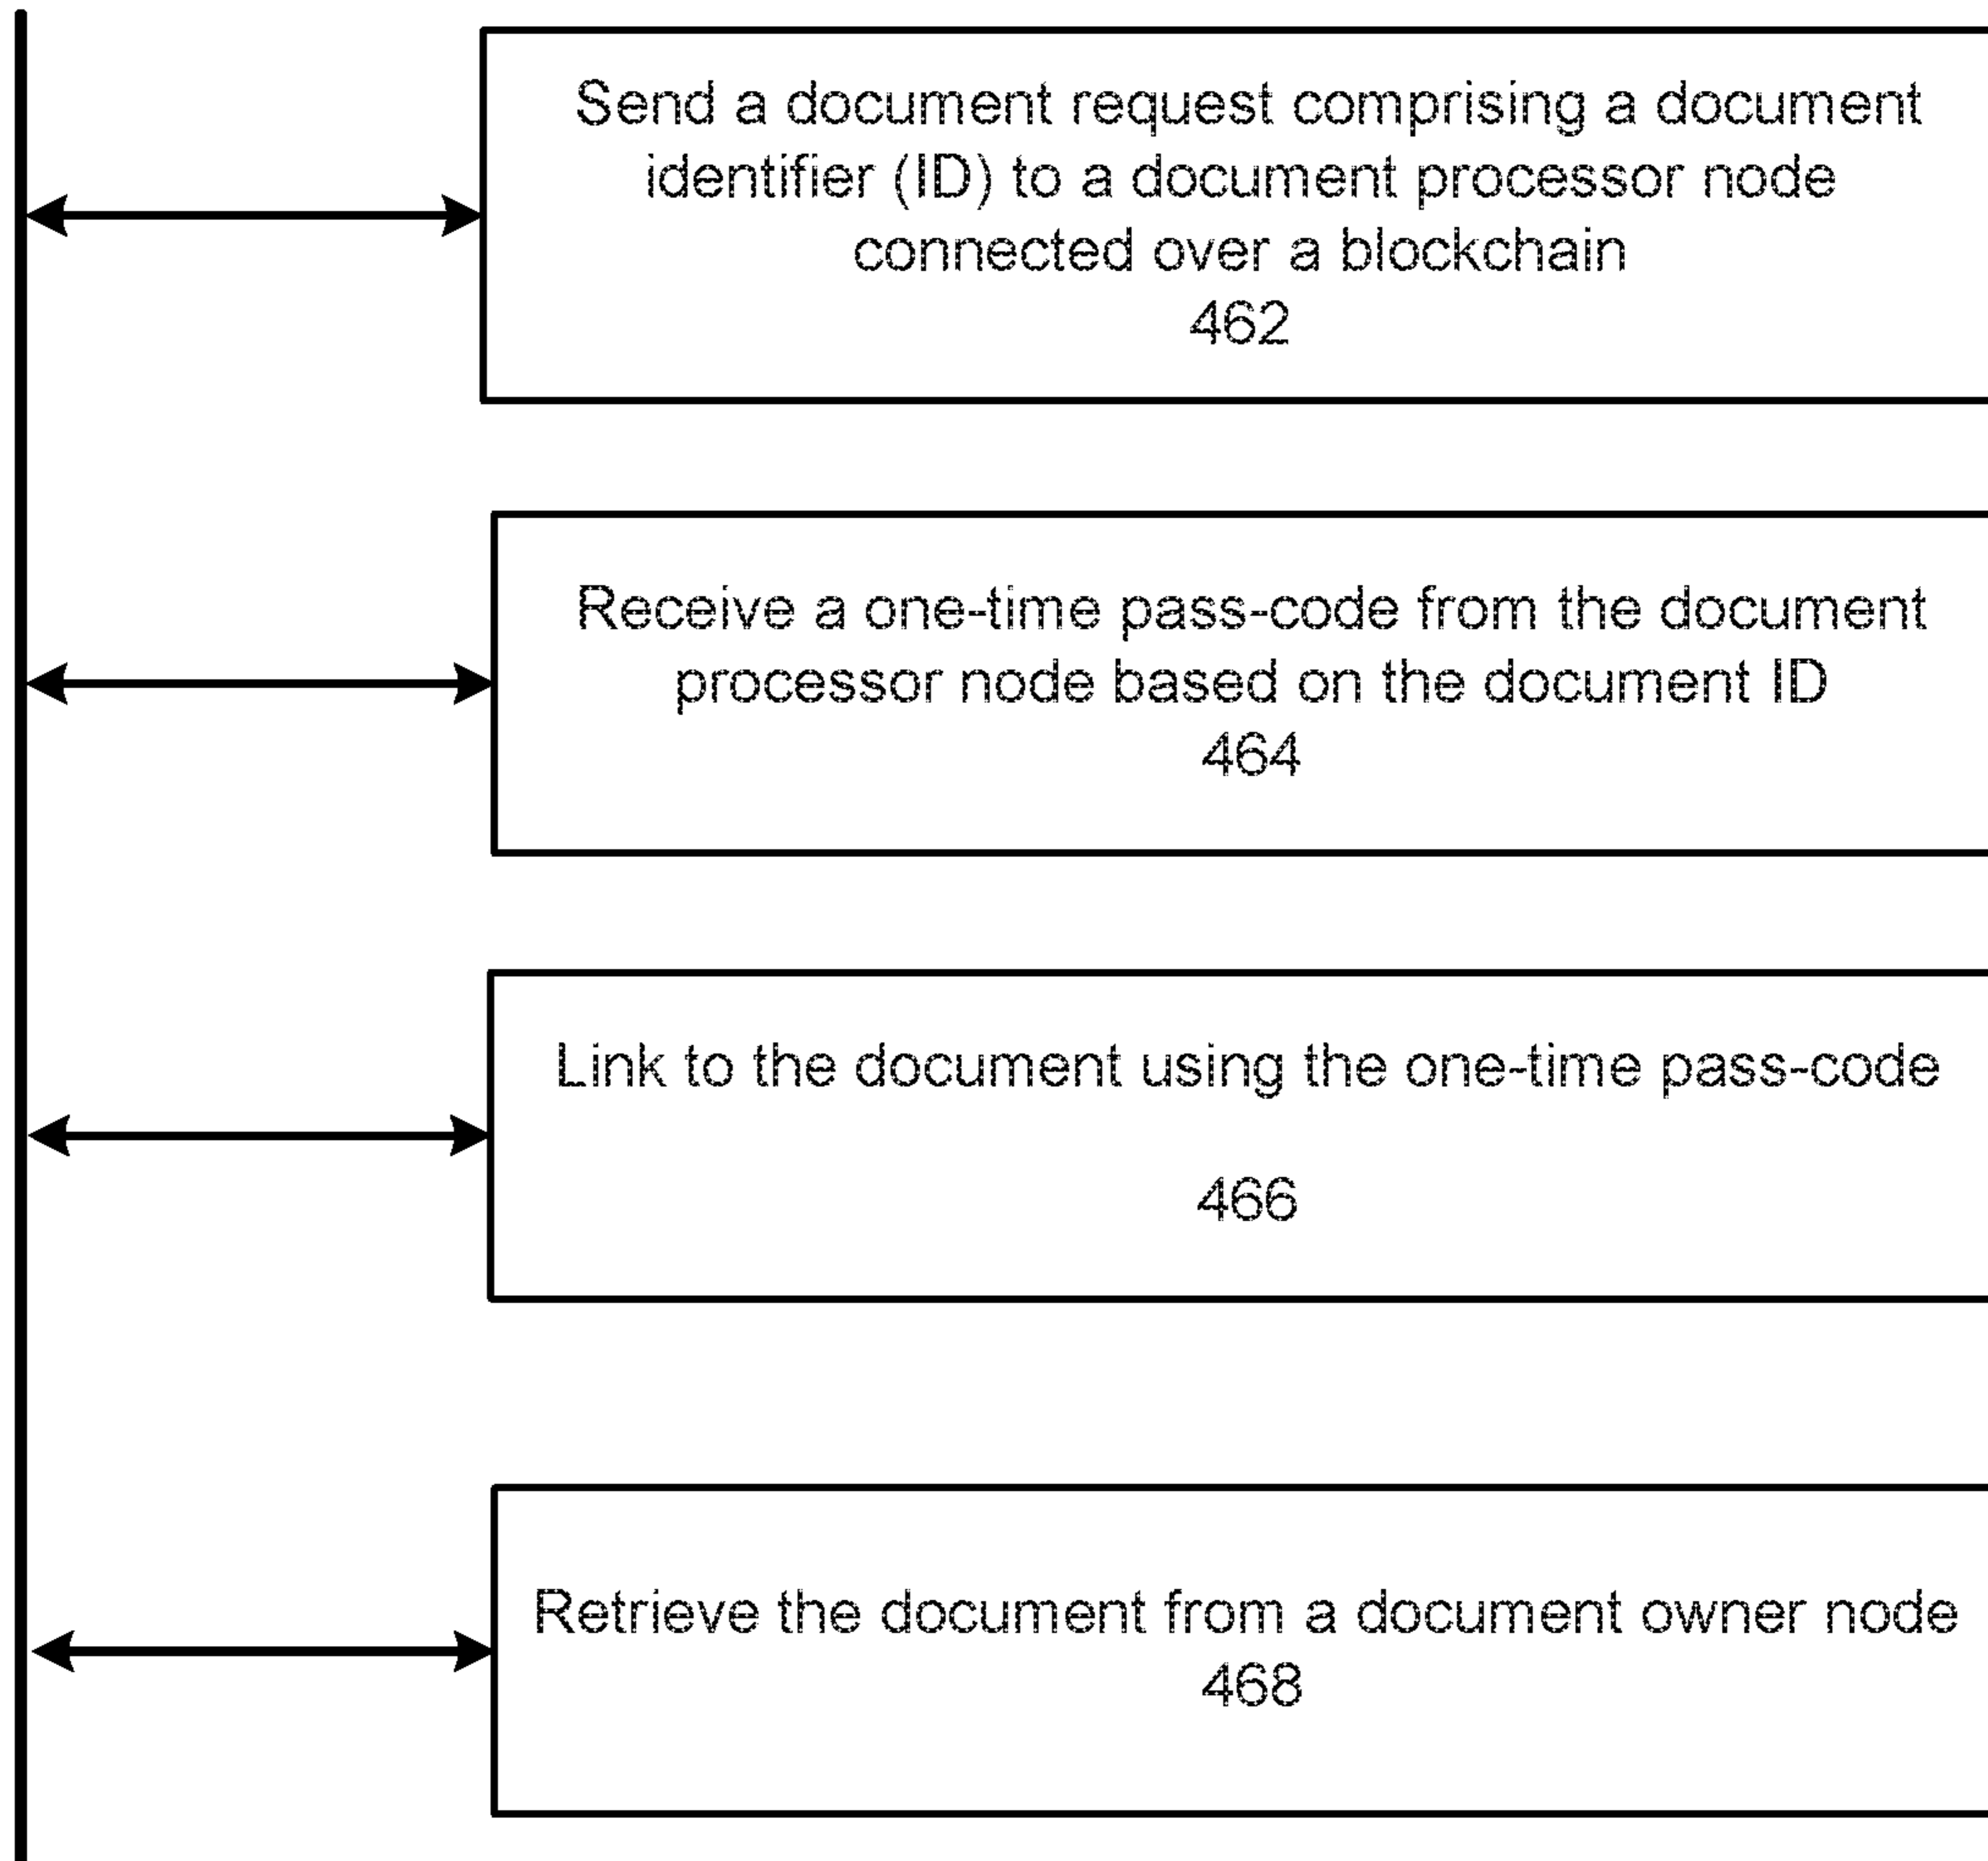 Send a document request comprising a document
identifier (ID) to a document processor node
connected over a blockchain
462
Receive a one-time pass-code from the document
processor node based on the document ID
464
Link to the document using the one-time pass-code
466
Retrieve the document from a document owner node
468